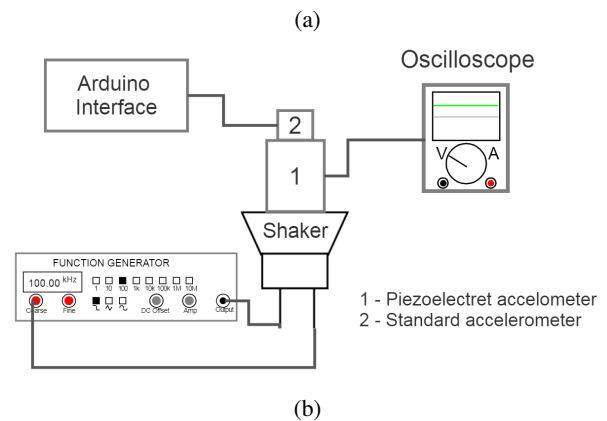 (a)
Oscilloscope
Arduino
Interface
2
1
V A
Shaker
FUNCTION GENERATOR
100.00 kHz
1 10 100 1k 10k 100k 1M 10M
Coarse Fine DC Offset Amp Output
1 - Piezoelectret accelometer
2 - Standard accelerometer
(b)